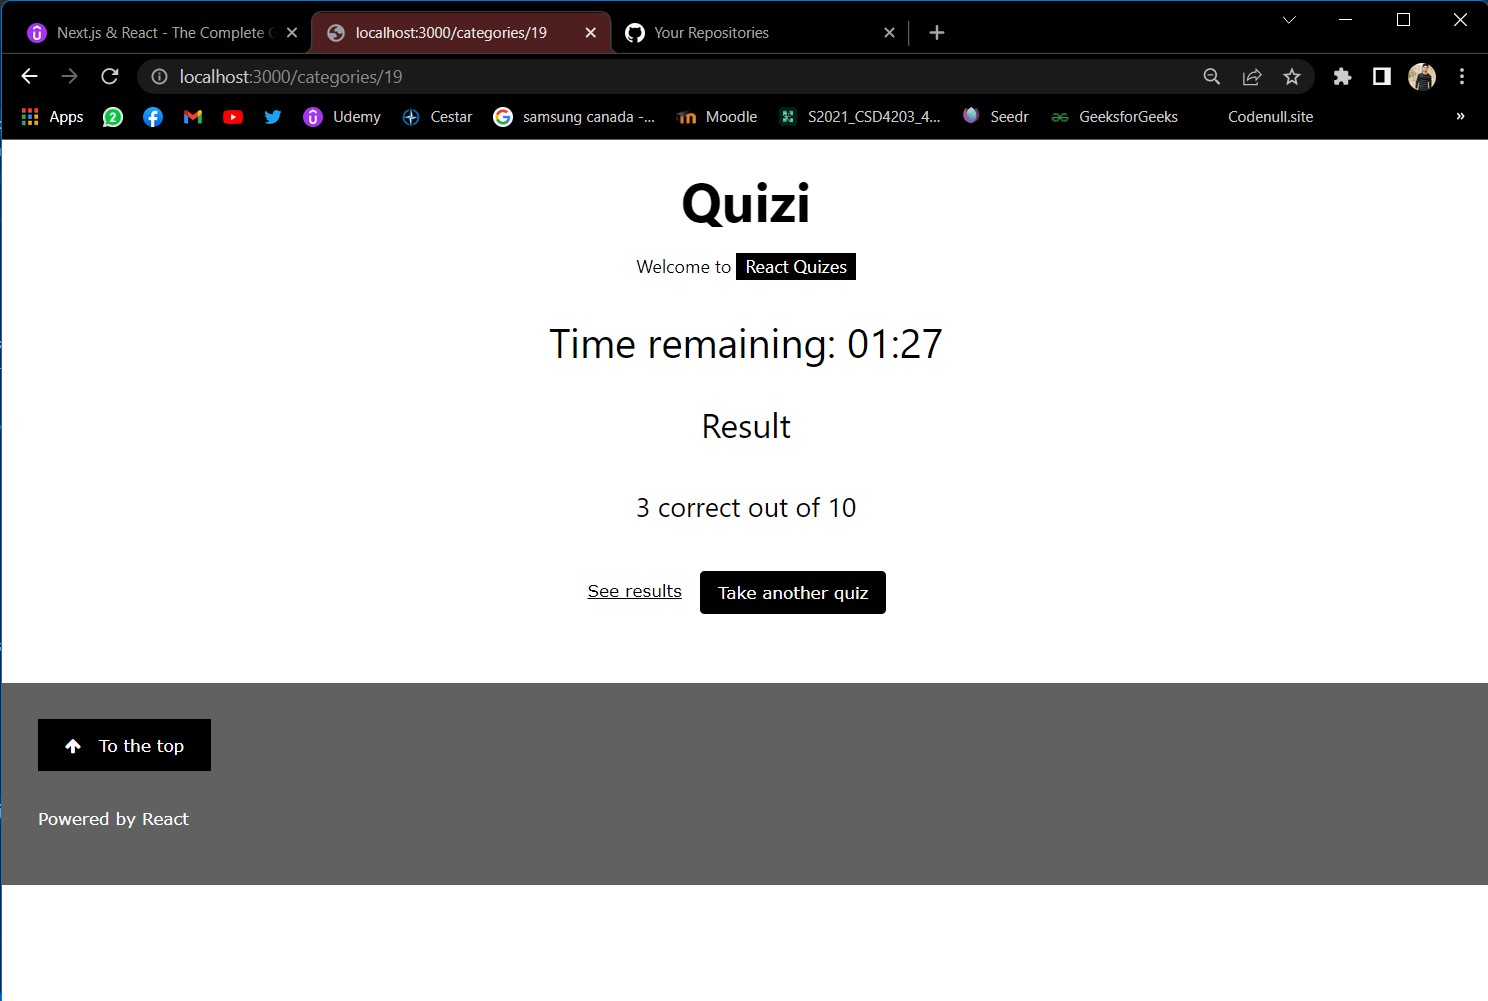 Next.js & React - The Complete
localhost:3000/categories/19
Your Repositories
localhost:3000/categories/19
Apps
2
Udemy
Cestar
samsung canada -...
Moodle
S2021_CSD4203_4...
Seedr
GeeksforGeeks
Codenull.site
»
Quizi
Welcome to React Quizes
Time remaining: 01:27
Result
3 correct out of 10
See results
Take another quiz
To the top
Powered by React